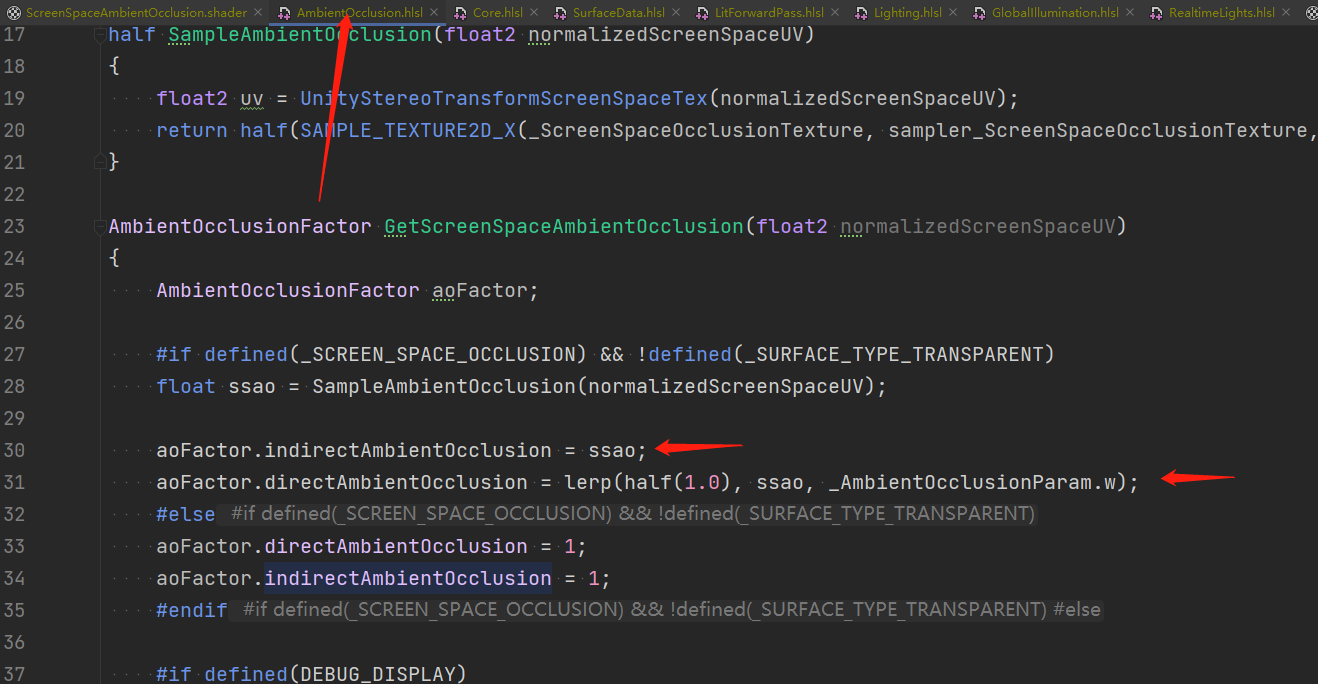 ScreenSpaceAmbientOcclusion.shader AmbientOcclusion.hlsl Core.hlsl SurfaceData.hlsl LitForwardPass.hlsl Lighting.hlsl GlobalIllumination.hlsl RealtimeLights.hlsl
17 half SampleAmbientOcclusion(float2 normalizedScreenSpaceUV)
18 {
19 float2 uv = UnityStereoTransformScreenSpaceTex(normalizedScreenSpaceUV);
20 return half(SAMPLE_TEXTURE2D_X(_ScreenSpaceOcclusionTexture, sampler_ScreenSpaceOcclusionTexture,
21 }
22
23 AmbientOcclusionFactor GetScreenSpaceAmbientOcclusion(float2 normalizedScreenSpaceUV)
24 {
25 AmbientOcclusionFactor aoFactor;
26
27 #if defined(_SCREEN_SPACE_OCCLUSION) && !defined(_SURFACE_TYPE_TRANSPARENT)
28 float ssao = SampleAmbientOcclusion(normalizedScreenSpaceUV);
29
30 aoFactor.indirectAmbientOcclusion = ssao;
31 aoFactor.directAmbientOcclusion = lerp(half(1.0), ssao, _AmbientOcclusionParam.w);
32 #else #if defined(_SCREEN_SPACE_OCCLUSION) && !defined(_SURFACE_TYPE_TRANSPARENT)
33 aoFactor.directAmbientOcclusion = 1;
34 aoFactor.indirectAmbientOcclusion = 1;
35 #endif #if defined(_SCREEN_SPACE_OCCLUSION) && !defined(_SURFACE_TYPE_TRANSPARENT) #else
36
37 #if defined(DEBUG_DISPLAY)